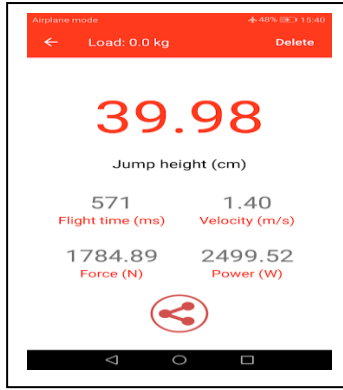 Airplane mode 48% 15:40
Load: 0.0 kg Delete
39.98
Jump height (cm)
571 1.40
Flight time (ms) Velocity (m/s)
1784.89 2499.52
Force (N) Power (W)